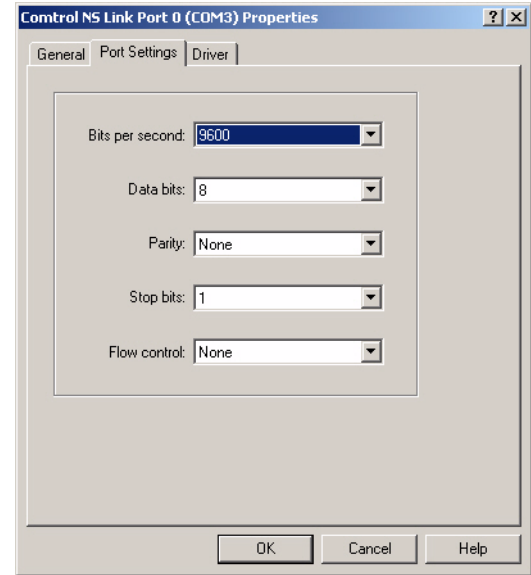 Comtrol NS Link Port 0 (COM3) Properties
General Port Settings Driver
Bits per second: 9600
Data bits: 8
Parity: None
Stop bits: 1
Flow control: None
OK Cancel Help